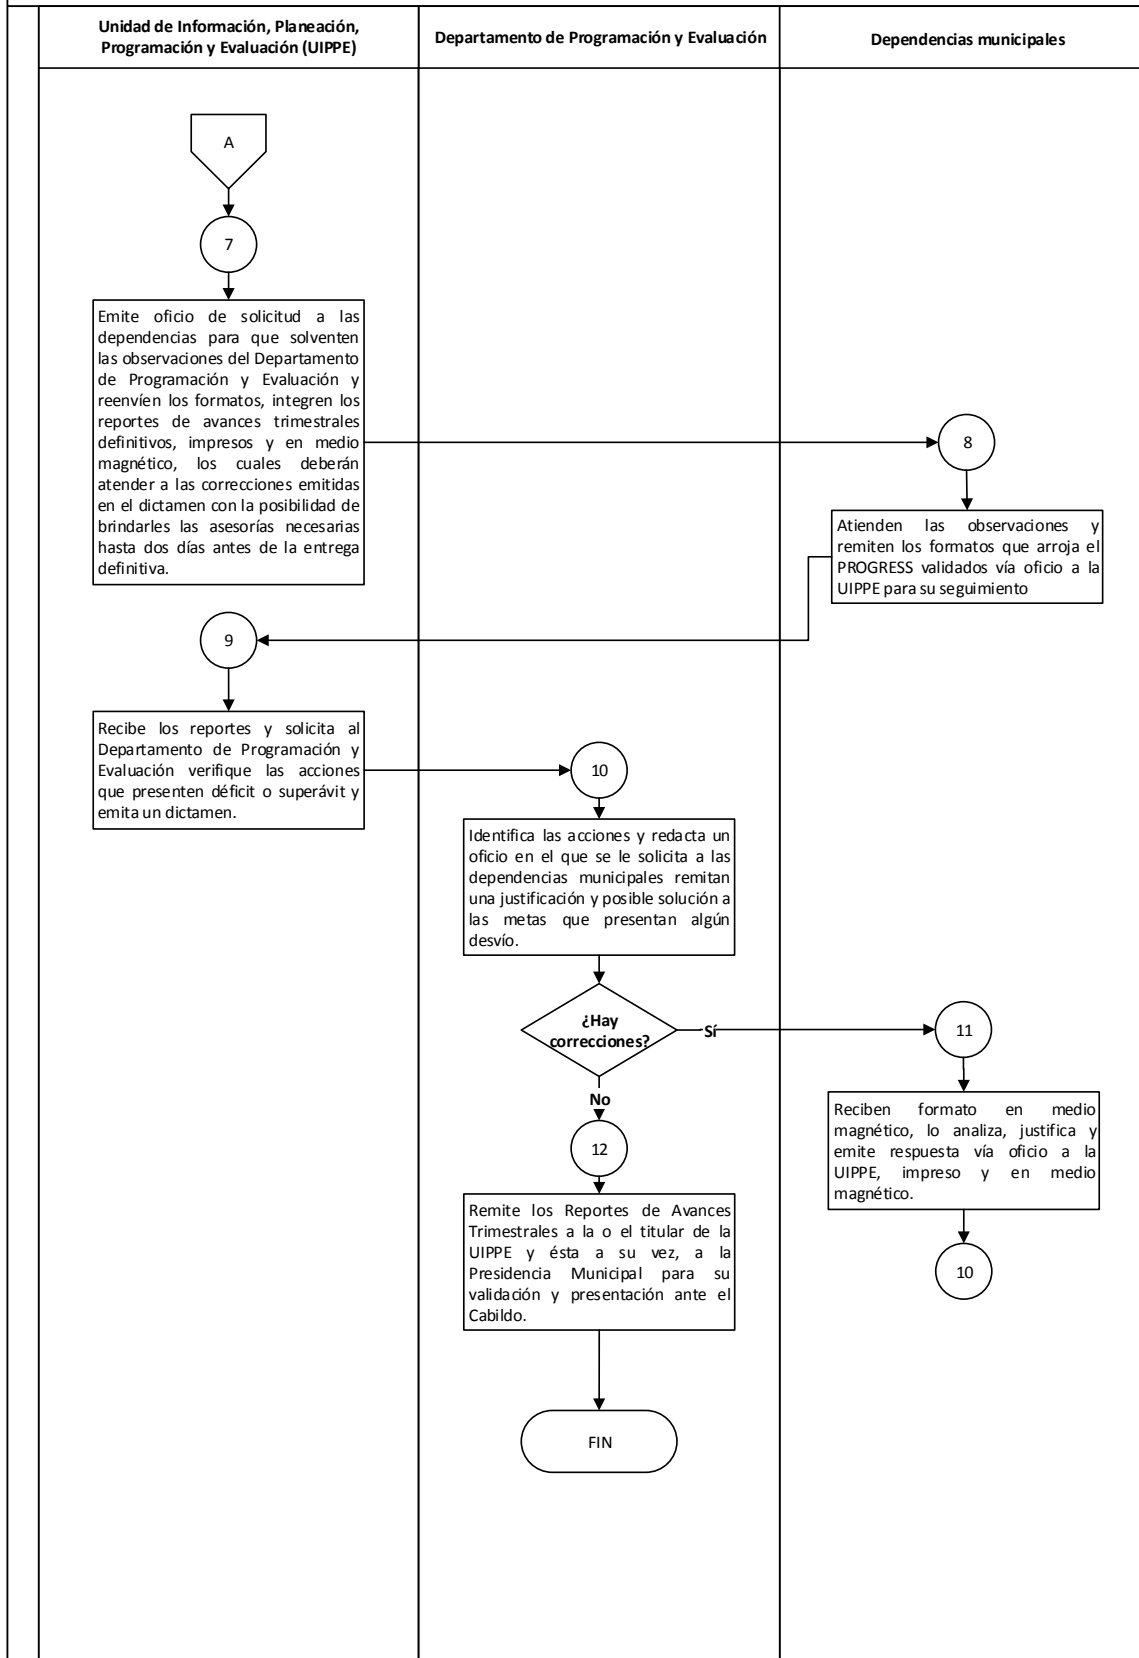 Unidad de Información, Planeación,
Programación y Evaluación (UIPPE)
Departamento de Programación y Evaluación
Dependencias municipales
A
7
Emite oficio de solicitud a las
dependencias para que solventen
las observaciones del Departamento
de Programación y Evaluación y
reenvíen los formatos, integren los
reportes de avances trimestrales
definitivos, impresos y en medio
magnético, los cuales deberán
atender a las correcciones emitidas
en el dictamen con la posibilidad de
brindarles las asesorías necesarias
hasta dos días antes de la entrega
definitiva.
8
Atienden las observaciones y
remiten los formatos que arroja el
PROGRESS validados vía oficio a la
UIPPE para su seguimiento
9
Recibe los reportes y solicita al
Departamento de Programación y
Evaluación verifique las acciones
que presenten déficit o superávit y
emita un dictamen.
10
Identifica las acciones y redacta un
oficio en el que se le solicita a las
dependencias municipales remitan
una justificación y posible solución a
las metas que presentan algún
desvío.
¿Hay
correcciones?
Sí
11
No
Reciben formato en medio
magnético, lo analiza, justifica y
emite respuesta vía oficio a la
UIPPE, impreso y en medio
magnético.
12
Remite los Reportes de Avances
Trimestrales a la o el titular de la
UIPPE y ésta a su vez, a la
Presidencia Municipal para su
validación y presentación ante el
Cabildo.
10
FIN